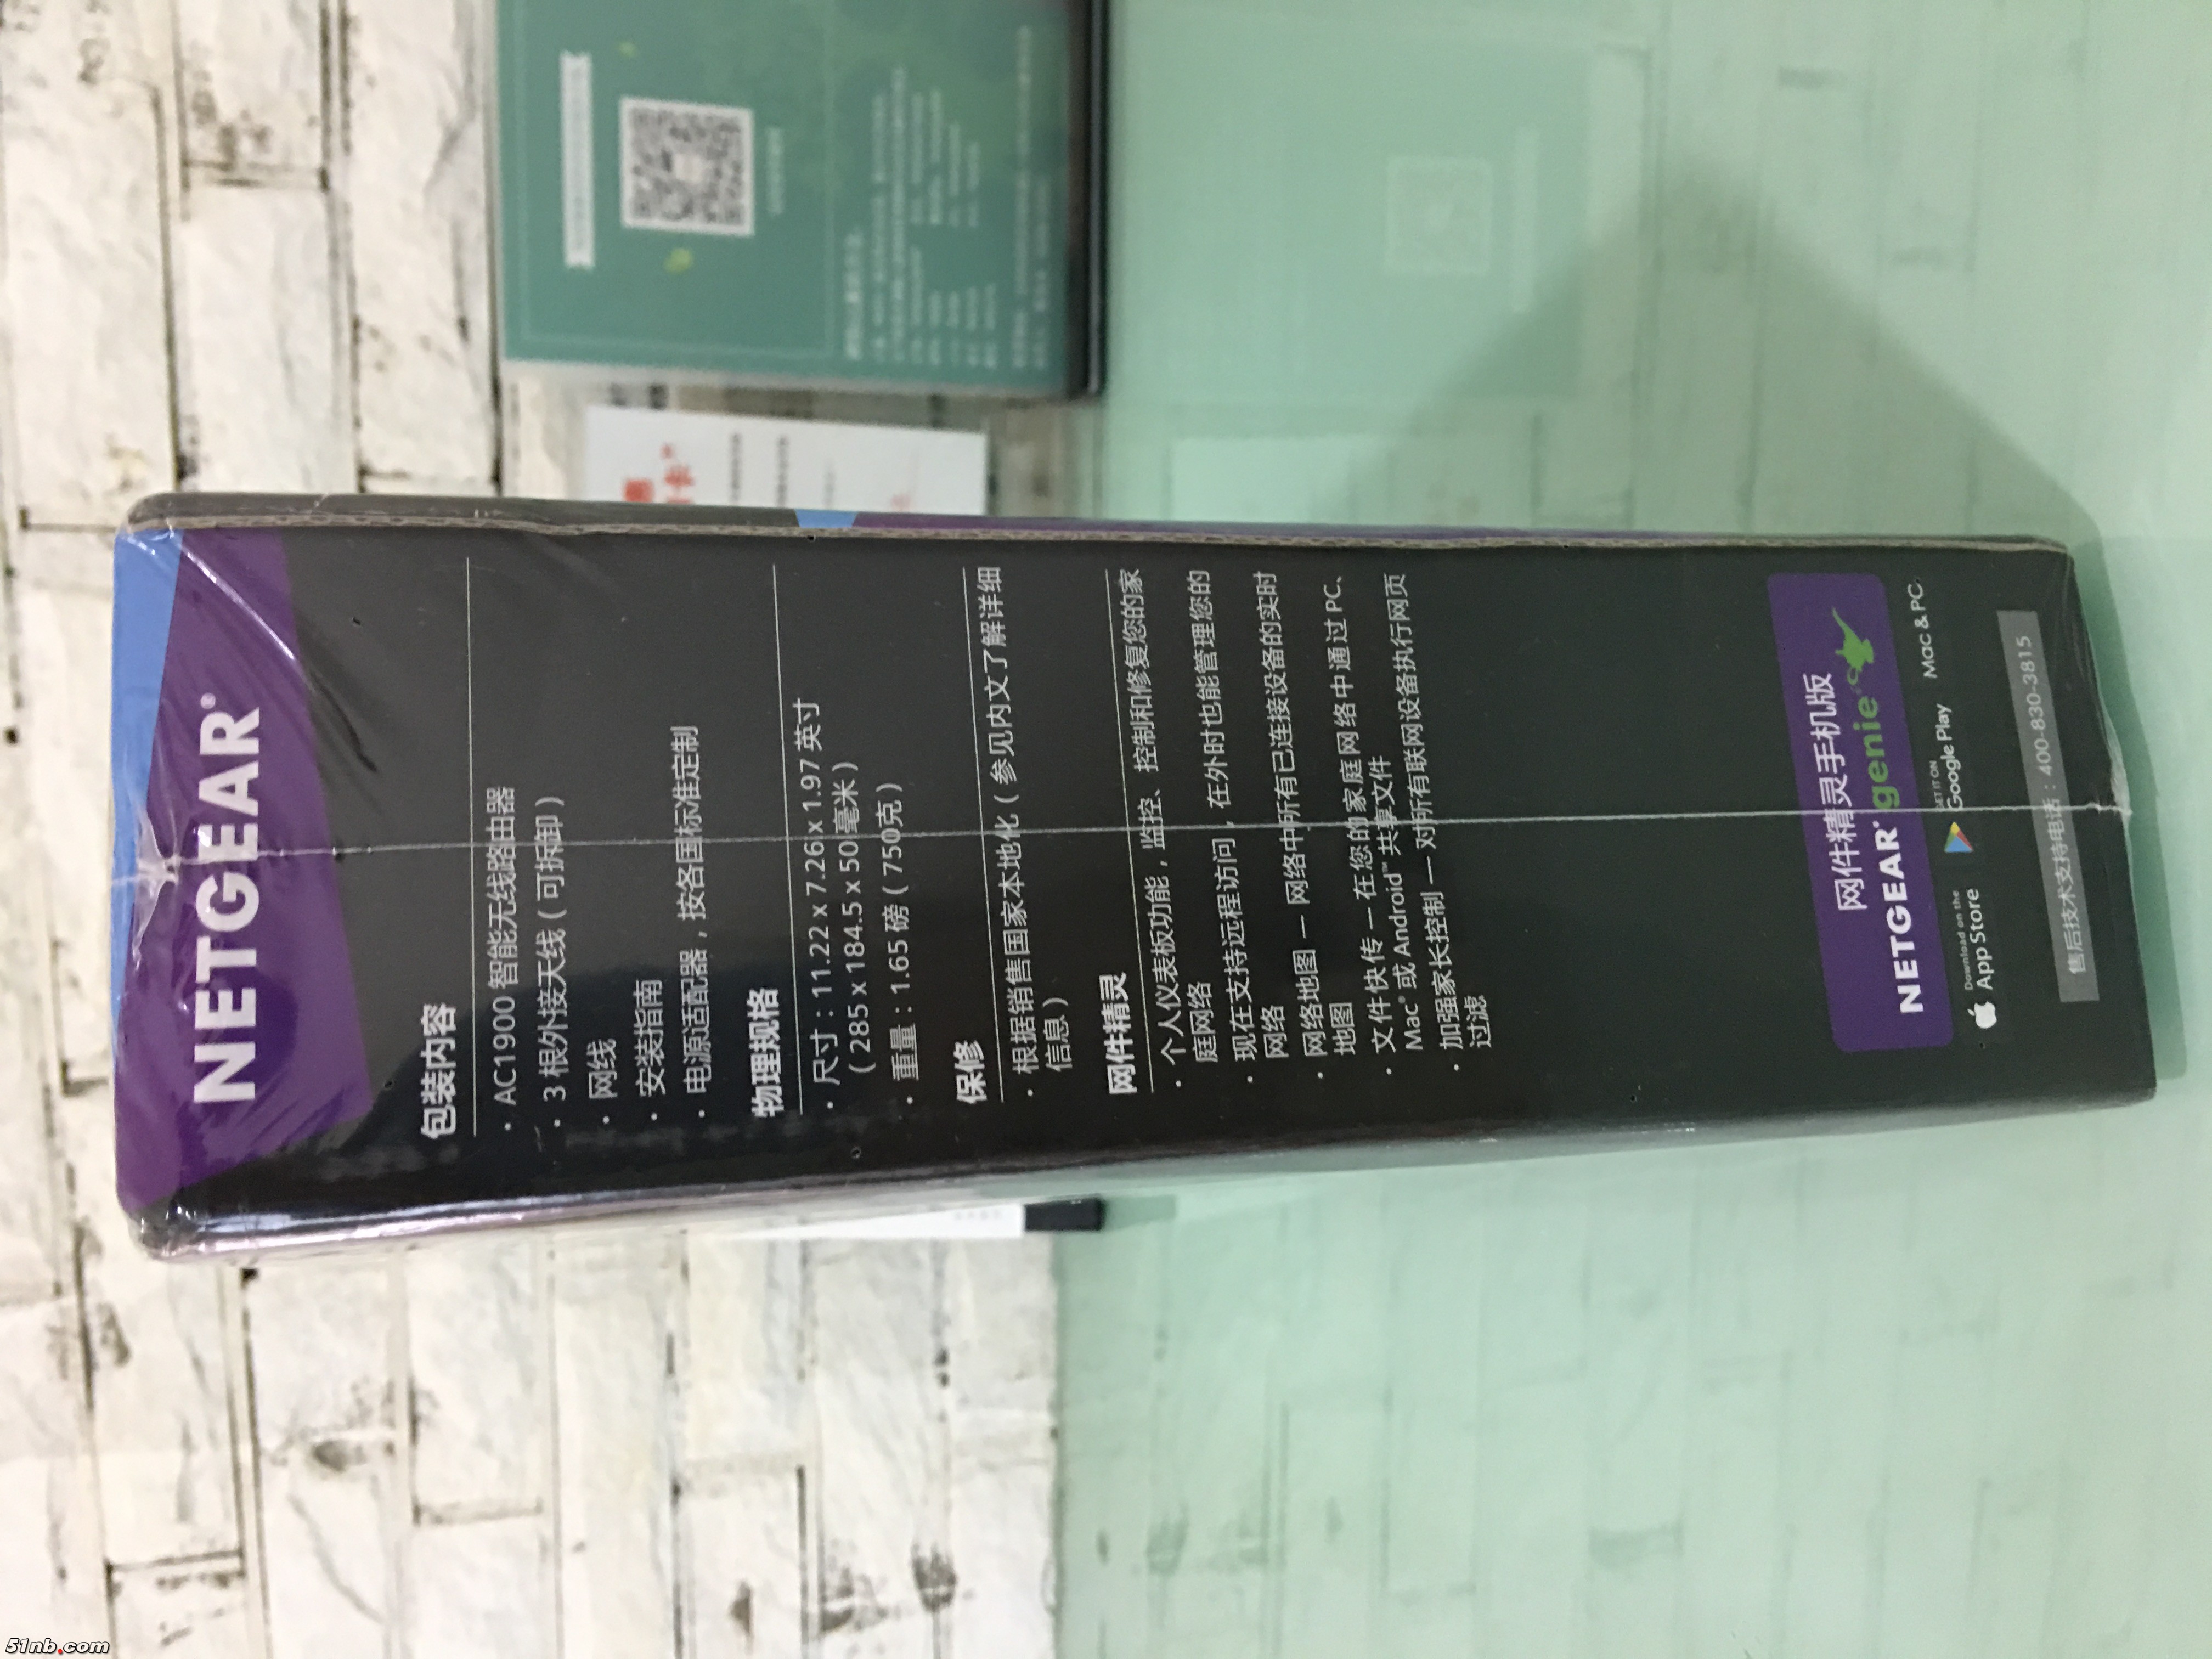 NETGEAR®
包装内容
· AC1900 智能无线路由器
· 3 根外接天线（可拆卸）
· 网线
· 安装指南
· 电源适配器，按各国标准定制
物理规格
· 尺寸：11.22 x 7.26 x 1.97 英寸
（285 x 184.5 x 50毫米）
· 重量：1.65 磅（750克）
保修
· 根据销售国家本地化（参见内文了解详细
信息）
网件精灵
· 个人仪表板功能，监控、控制和修复您的家
庭网络
· 现在支持远程访问，在外时也能管理您的
网络
· 网络地图 — 网络中所有已连接设备的实时
地图
· 文件快传 — 在您的家庭网络中通过 PC、
Mac® 或 Android™ 共享文件
· 加强家长控制 — 对所有联网设备执行网页
过滤
网件精灵手机版
NETGEAR® genie®
Download on the
App Store
GET IT ON
Google Play
Mac & PC
售后技术支持电话：400-830-3815
51nb.com